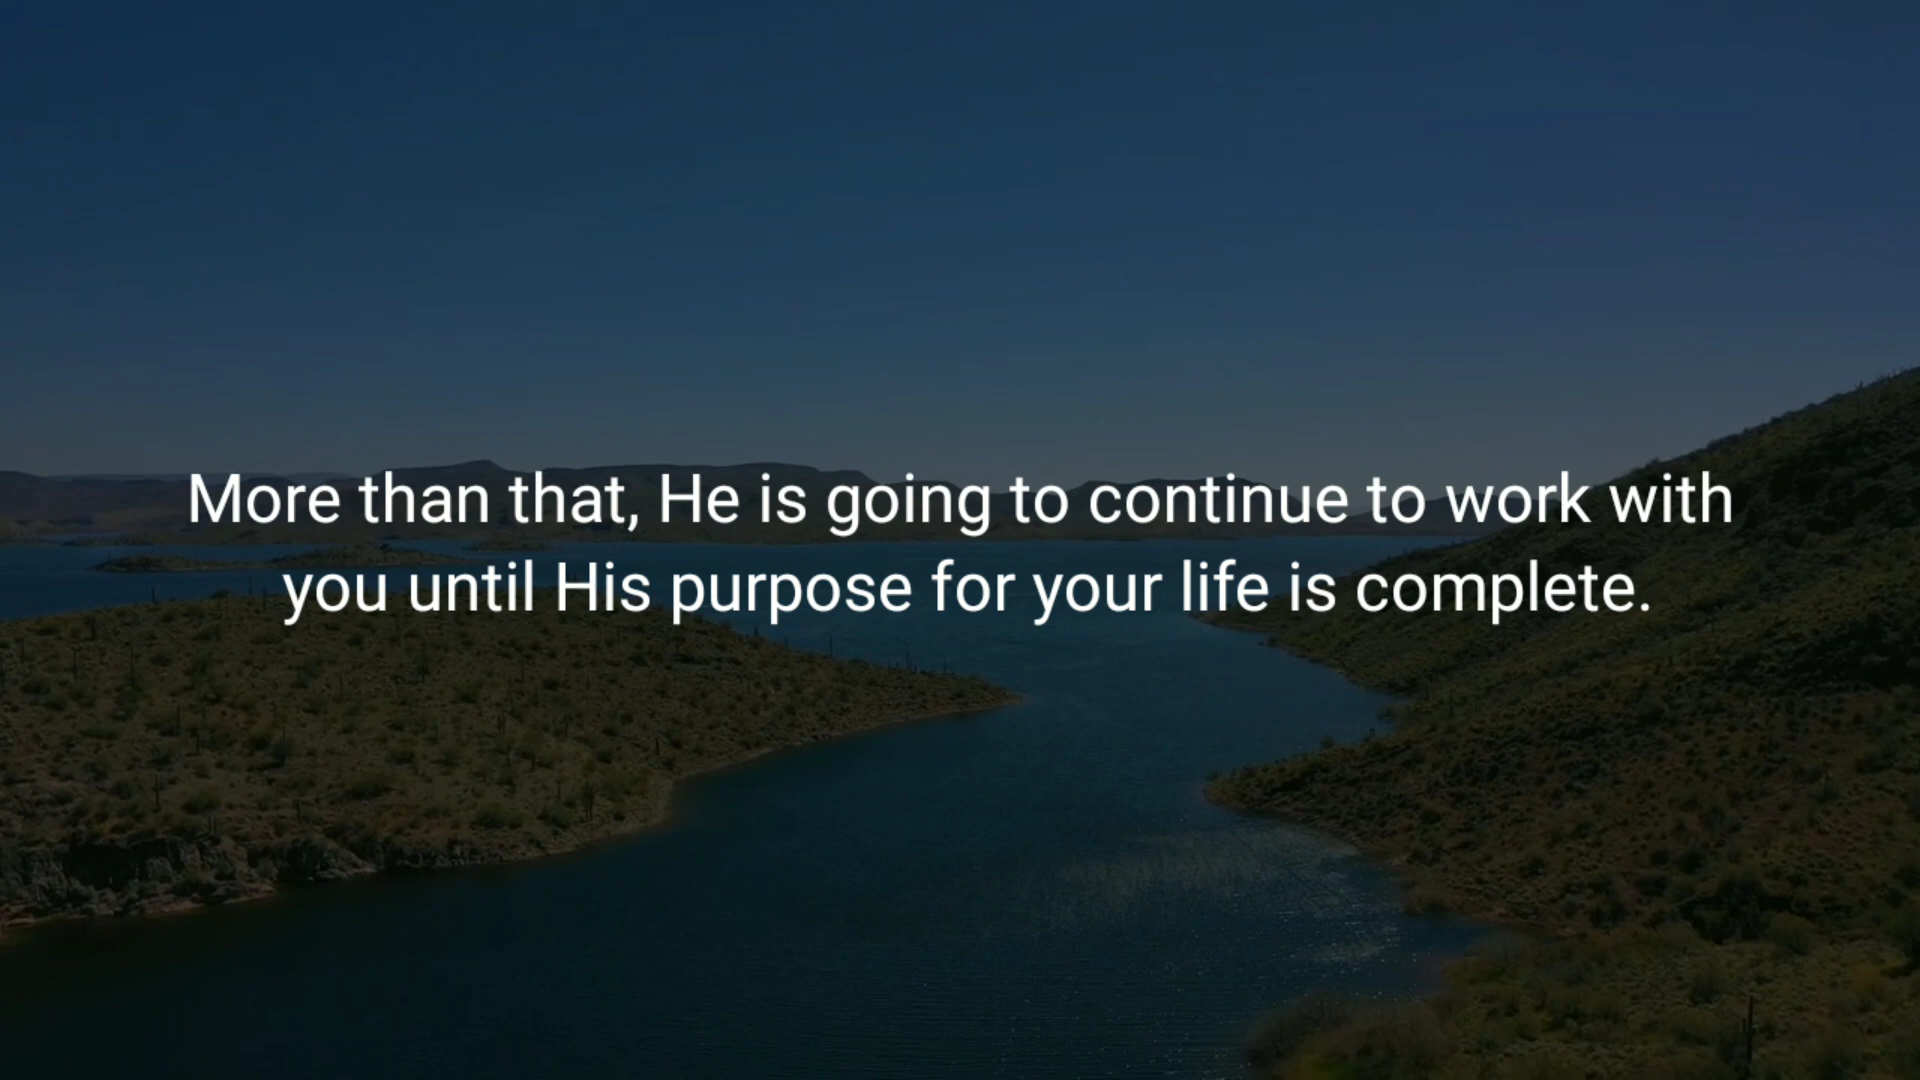 More than that, He is going to continue to work with
you until His purpose for your life is complete.